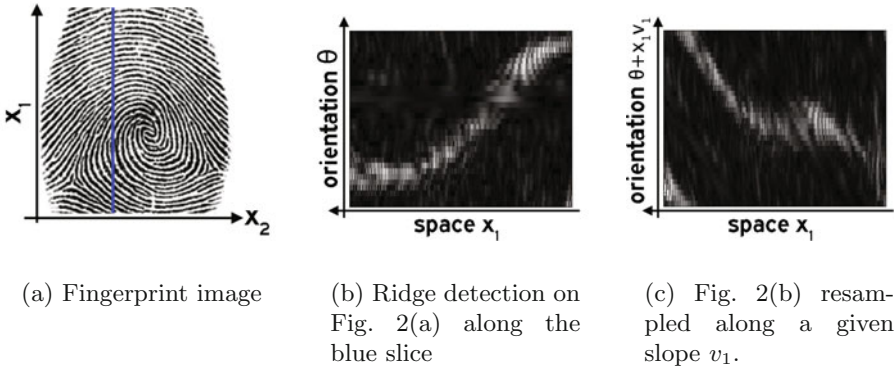 X₁
X₂
orientation θ
space x₁
orientation θ+x₁v₁
space x₁
(a) Fingerprint image
(b) Ridge detection on
Fig. 2(a) along the
blue slice
(c) Fig. 2(b) resam-
pled along a given
slope v₁.